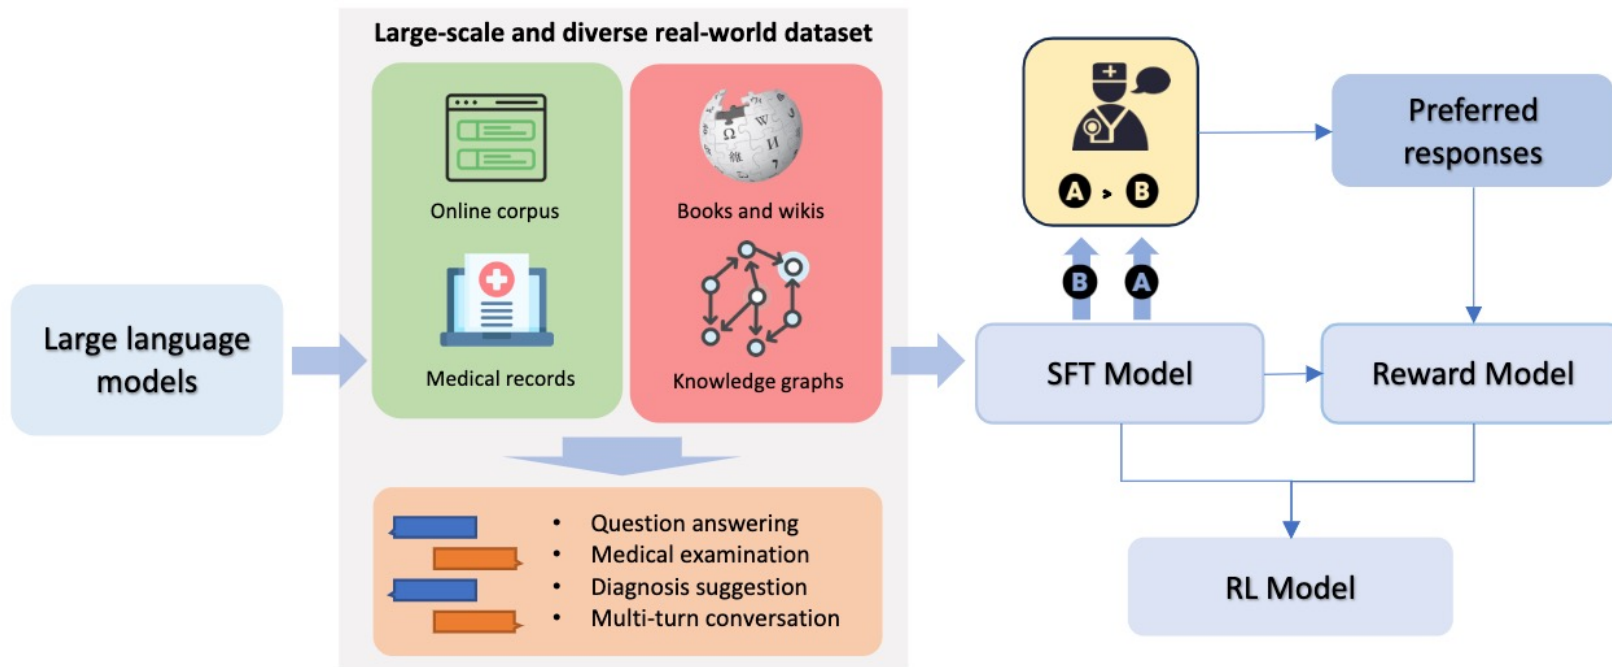 Large-scale and diverse real-world dataset
Online corpus
Books and wikis
Medical records
Knowledge graphs
Large language
models
• Question answering
• Medical examination
• Diagnosis suggestion
• Multi-turn conversation
A > B
B A
Preferred
responses
SFT Model
Reward Model
RL Model
Ω
W
И
維